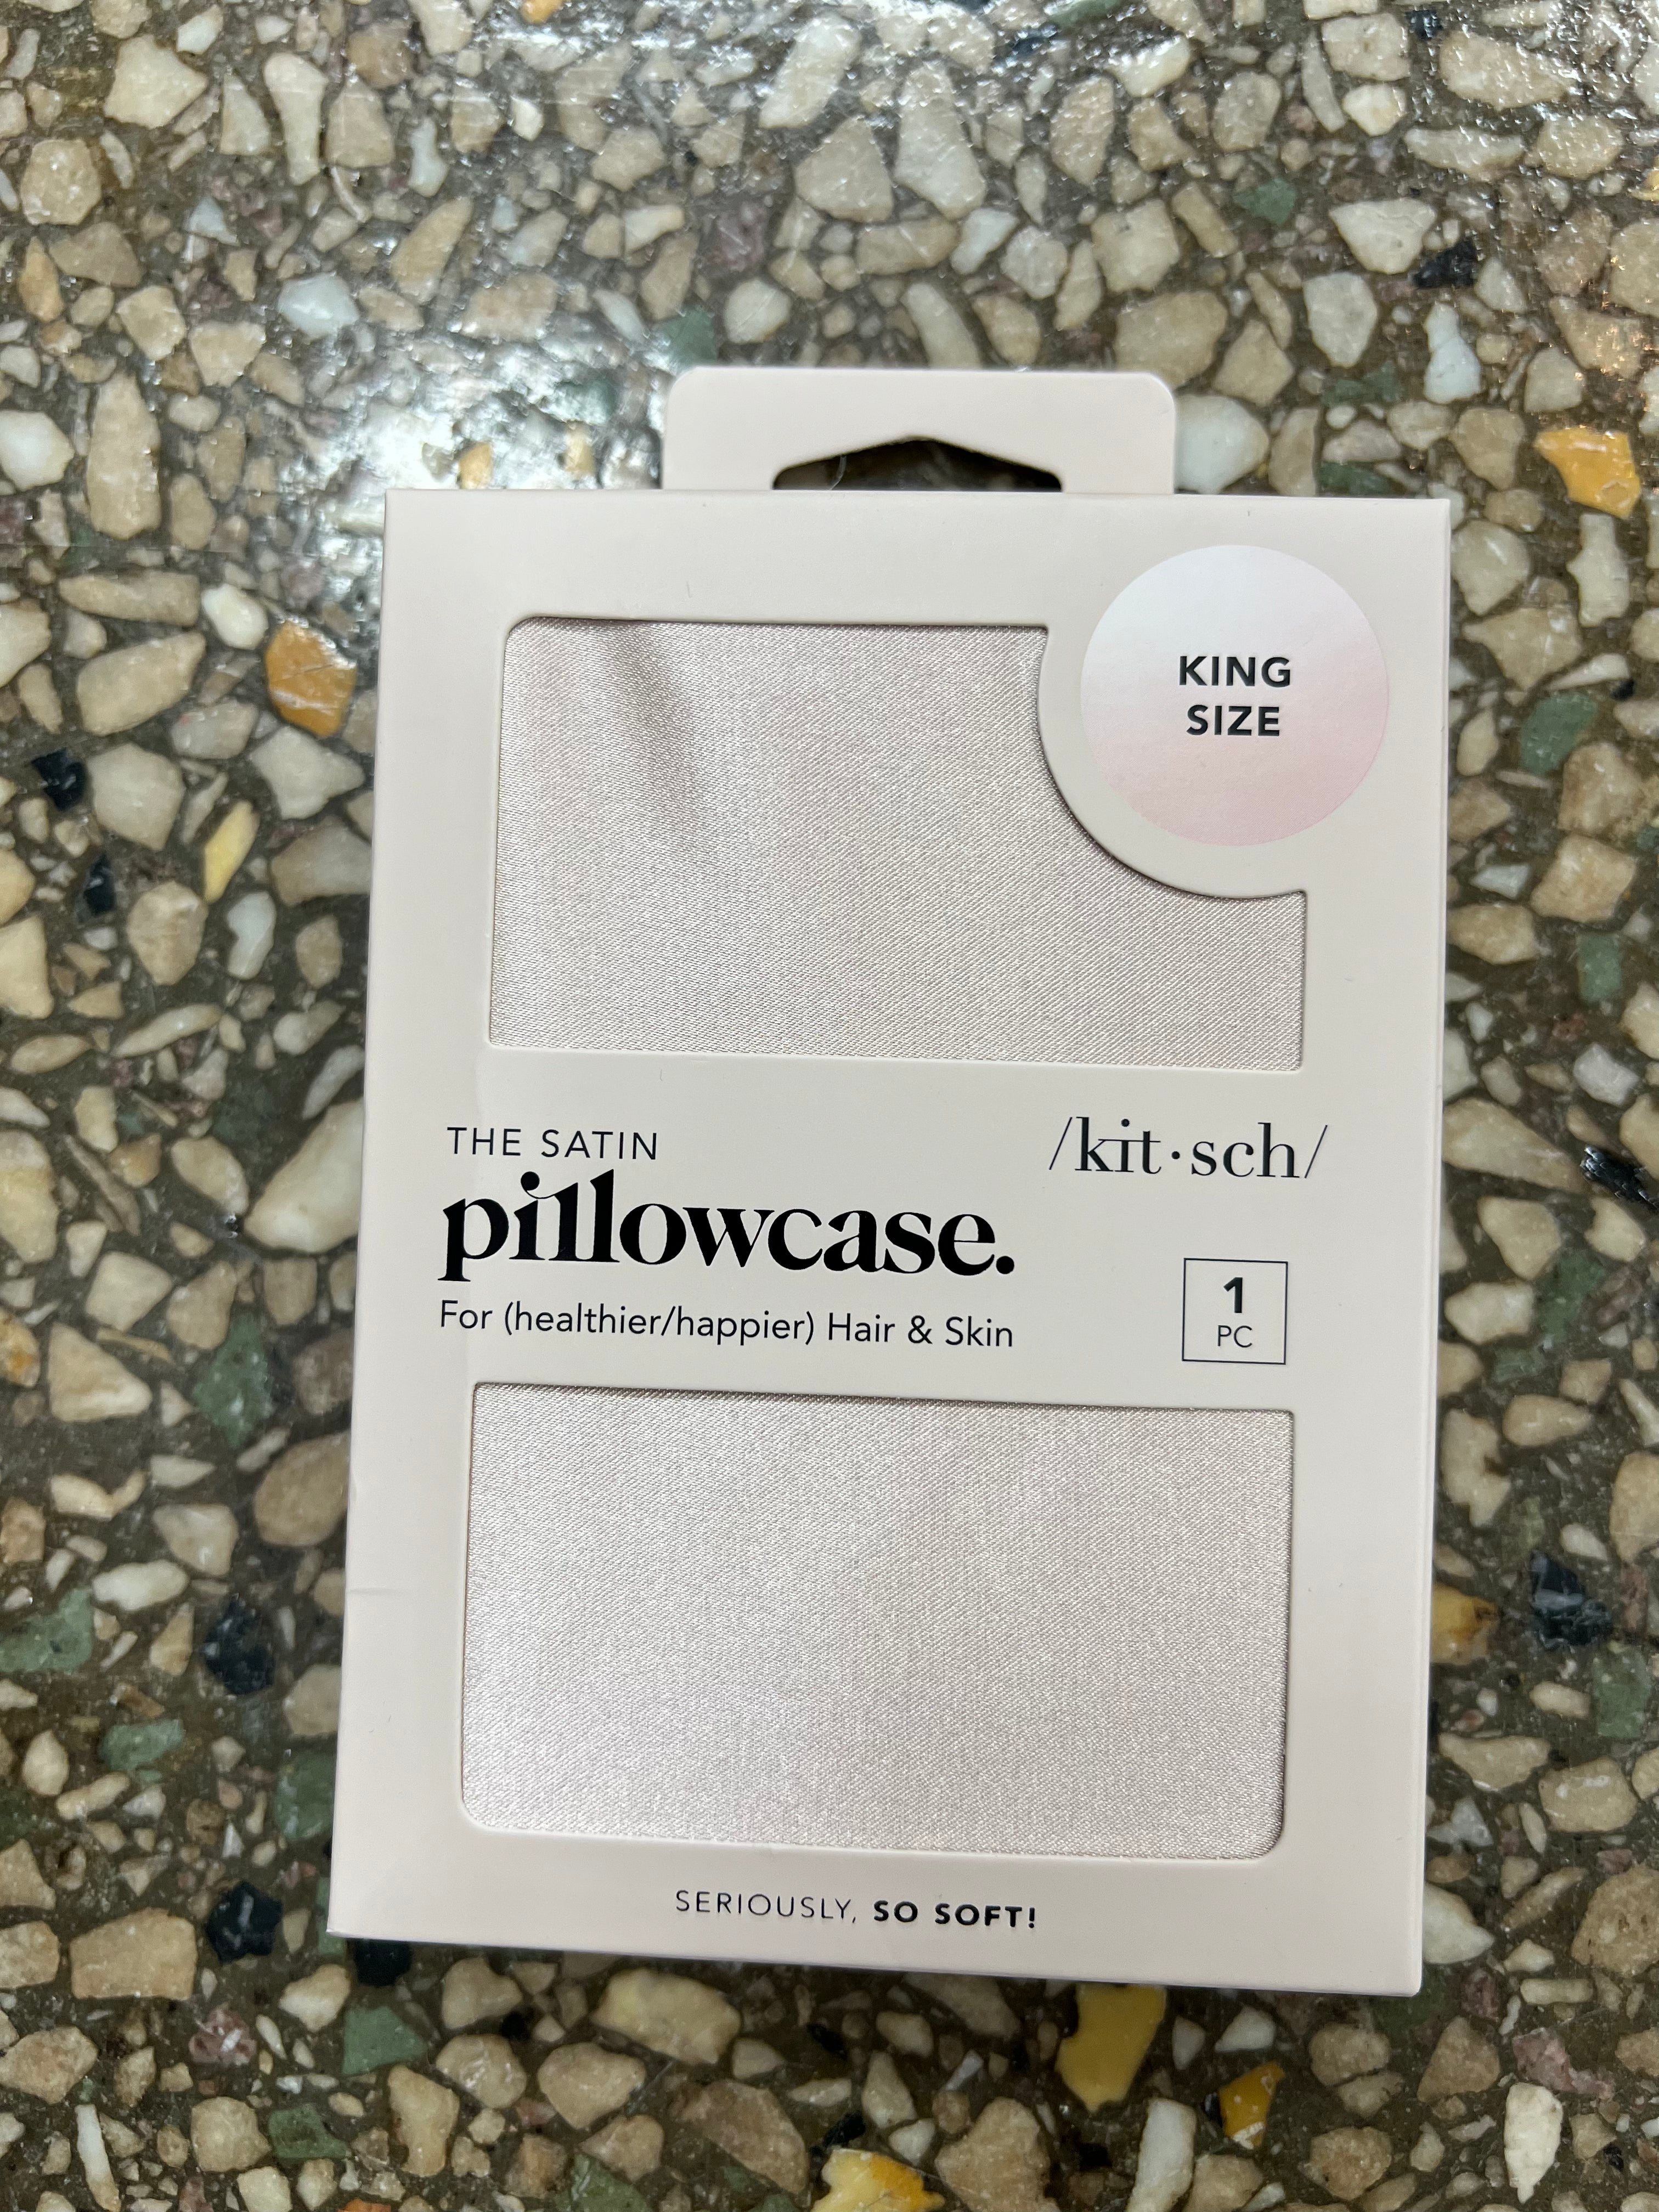 KING
SIZE
THE SATIN
/kit·sch/
pillowcase.
For (healthier/happier) Hair & Skin
1
PC
SERIOUSLY, SO SOFT!